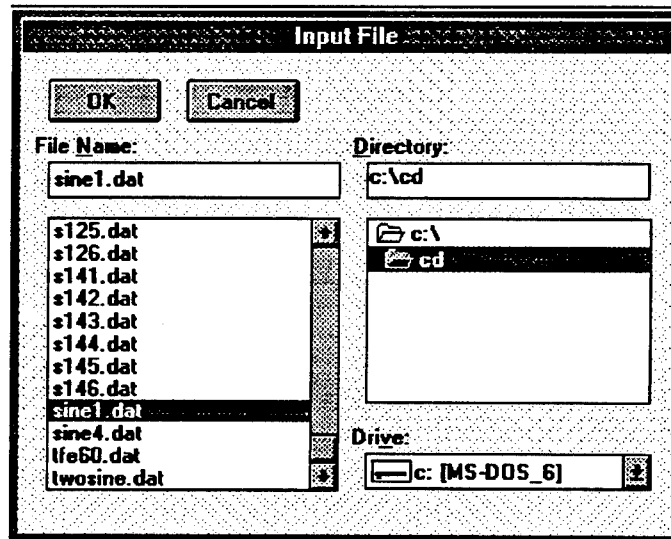 Input File
OK
Cancel
File Name:
sine1.dat
s125.dat
s126.dat
s141.dat
s142.dat
s143.dat
s144.dat
s145.dat
s146.dat
sine1.dat
sine4.dat
tfe60.dat
twosine.dat
Directory:
c:\cd
c:\
cd
Drive:
c: [MS-DOS_6]